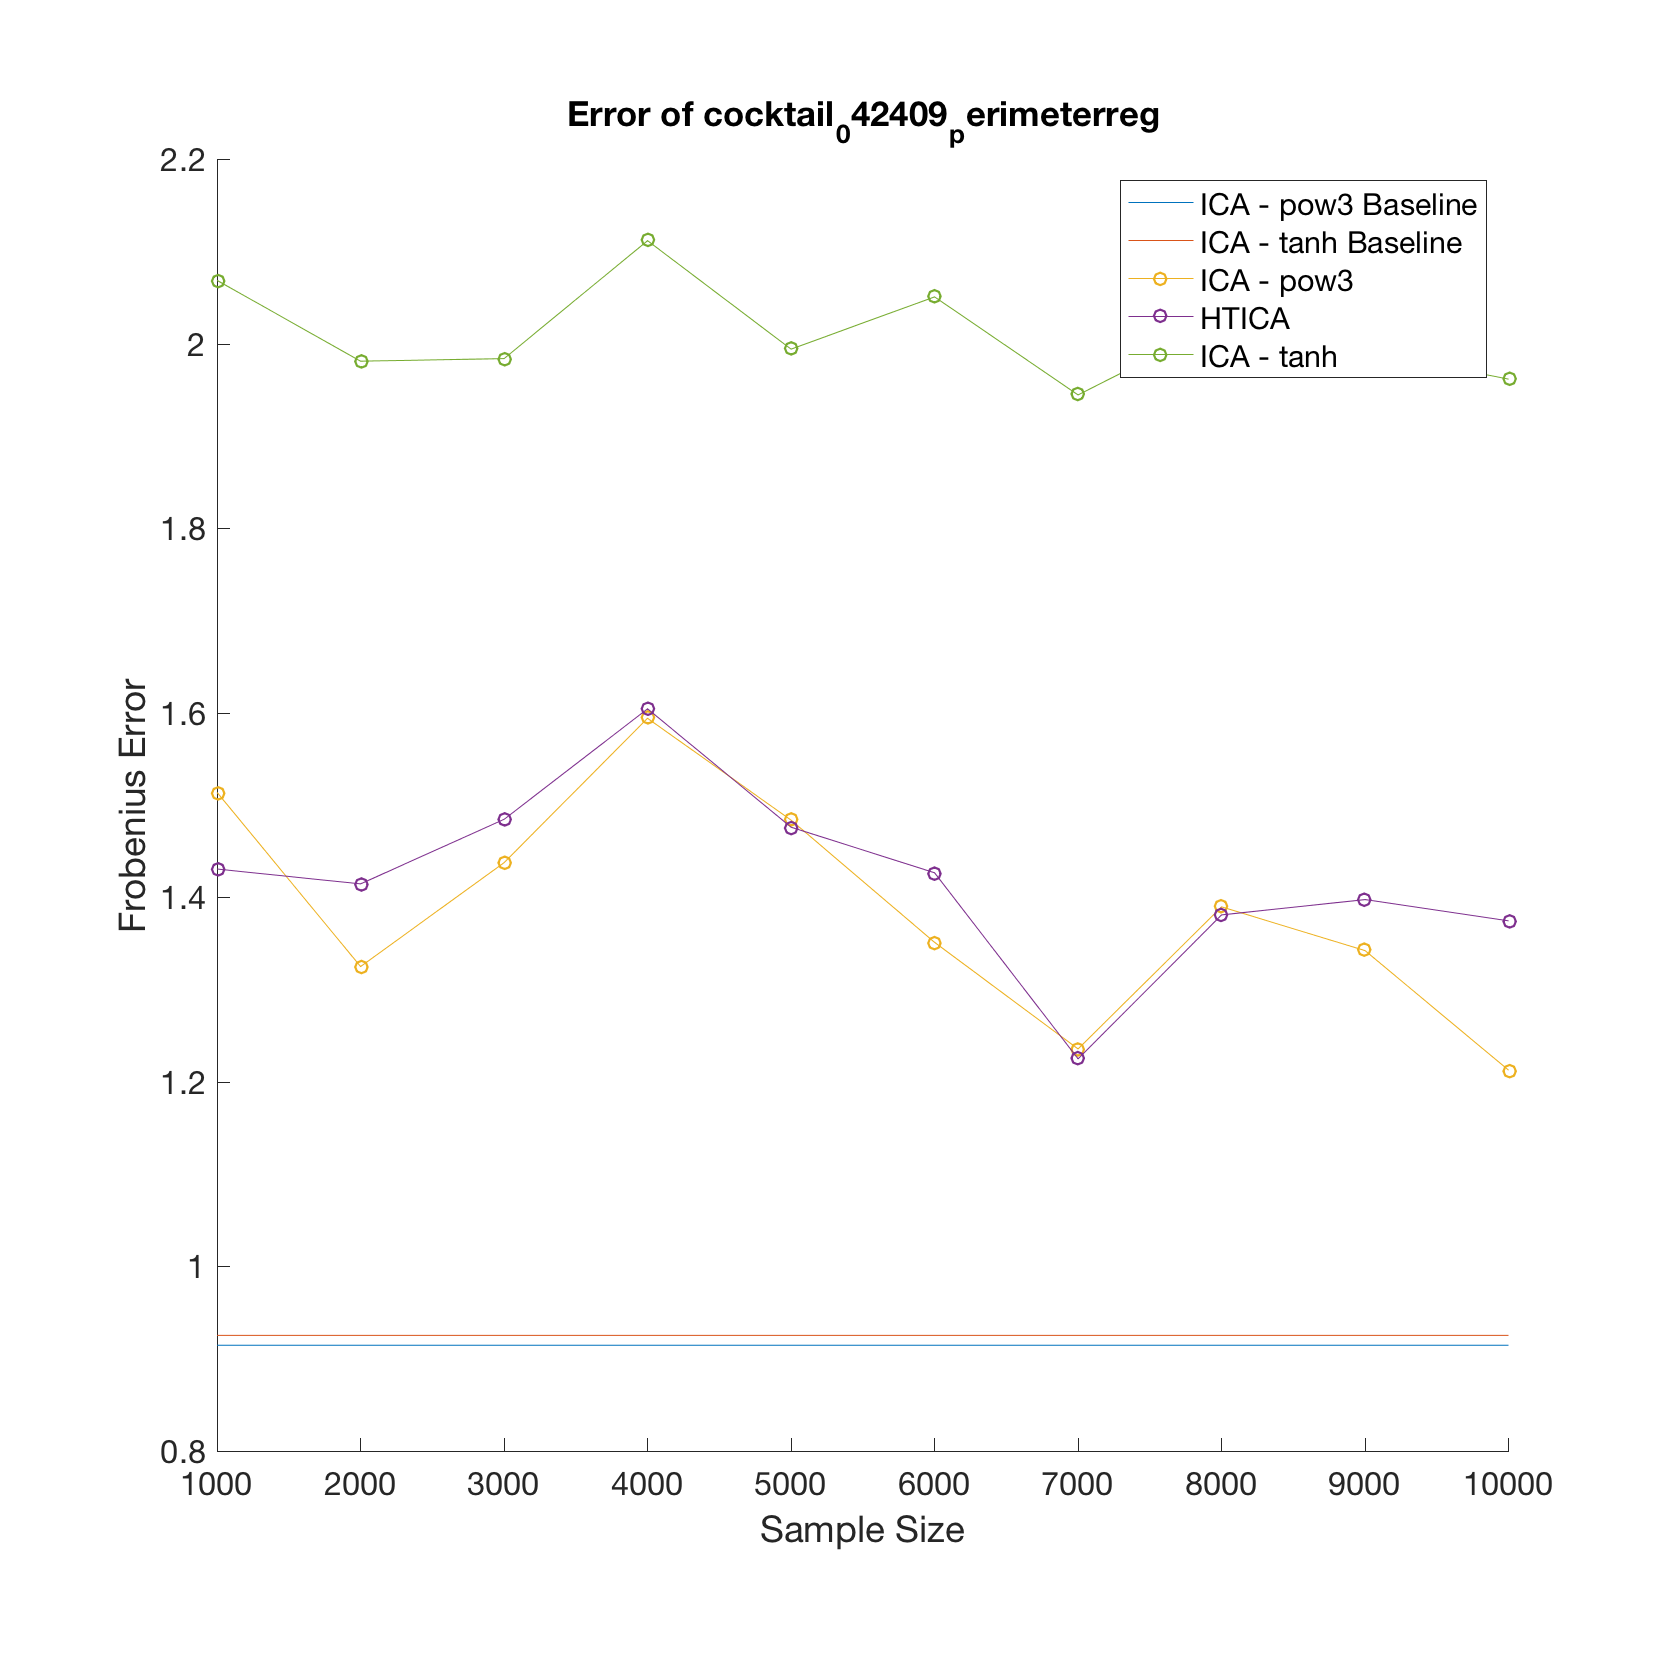 Error of cocktail042409perimeterreg
2.2
2
1.8
1.6
1.4
1.2
1
0.8
Frobenius Error
ICA - pow3 Baseline
ICA - tanh Baseline
ICA - pow3
HTICA
ICA - tanh
1000 2000 3000 4000 5000 6000 7000 8000 9000 10000
Sample Size